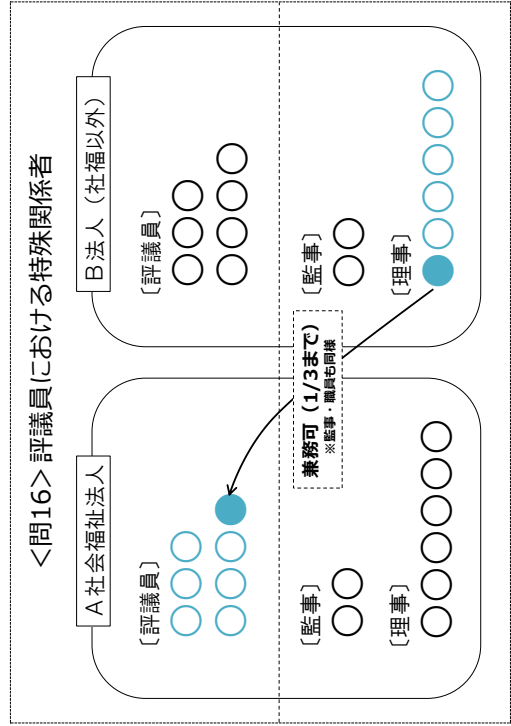 <問16> 評議員における特殊関係者
A社会福祉法人
[評議員]
[監事]
[理事]
兼務可（1/3まで）
※監事・職員も同様
B法人（社福以外）
[評議員]
[監事]
[理事]